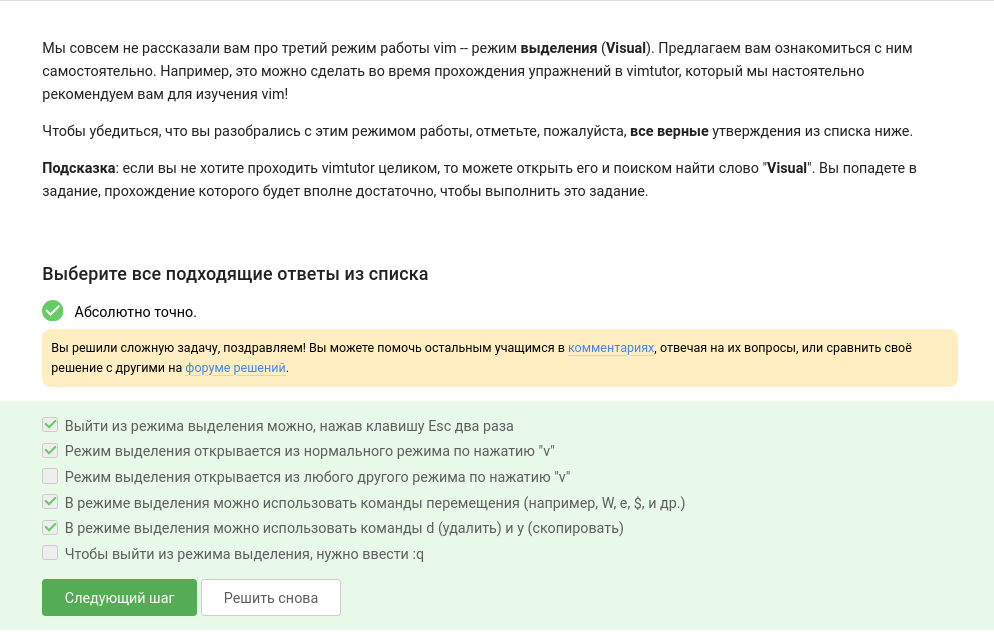 Мы совсем не рассказали вам про третий режим работы vim -- режим выделения (Visual). Предлагаем вам ознакомиться с ним
самостоятельно. Например, это можно сделать во время прохождения упражнений в vimtutor, который мы настоятельно
рекомендуем вам для изучения vim!
Чтобы убедиться, что вы разобрались с этим режимом работы, отметьте, пожалуйста, все верные утверждения из списка ниже.
Подсказка: если вы не хотите проходить vimtutor целиком, то можете открыть его и поиском найти слово "Visual". Вы попадете в
задание, прохождение которого будет вполне достаточно, чтобы выполнить это задание.
Выберите все подходящие ответы из списка
Абсолютно точно.
Вы решили сложную задачу, поздравляем! Вы можете помочь остальным учащимся в комментариях, отвечая на их вопросы, или сравнить своё
решение с другими на форуме решений.
Выйти из режима выделения можно, нажав клавишу Esc два раза
Режим выделения открывается из нормального режима по нажатию "v"
Режим выделения открывается из любого другого режима по нажатию "v"
В режиме выделения можно использовать команды перемещения (например, W, e, $, и др.)
В режиме выделения можно использовать команды d (удалить) и y (скопировать)
Чтобы выйти из режима выделения, нужно ввести :q
Следующий шаг
Решить снова